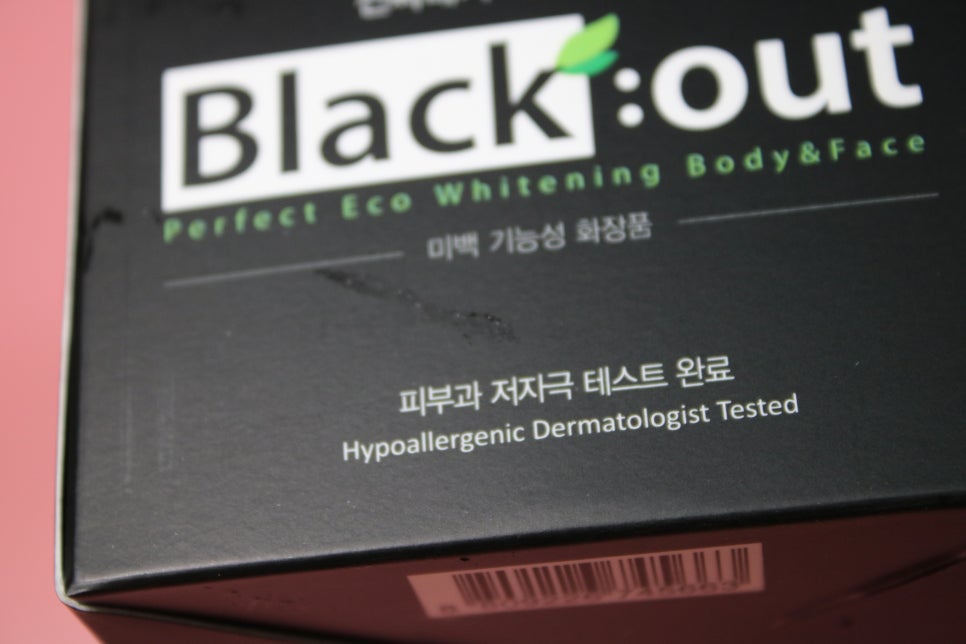 Black:out
Perfect Eco Whitening Body&Face
미백 기능성 화장품
피부과 저자극 테스트 완료
Hypoallergenic Dermatologist Tested